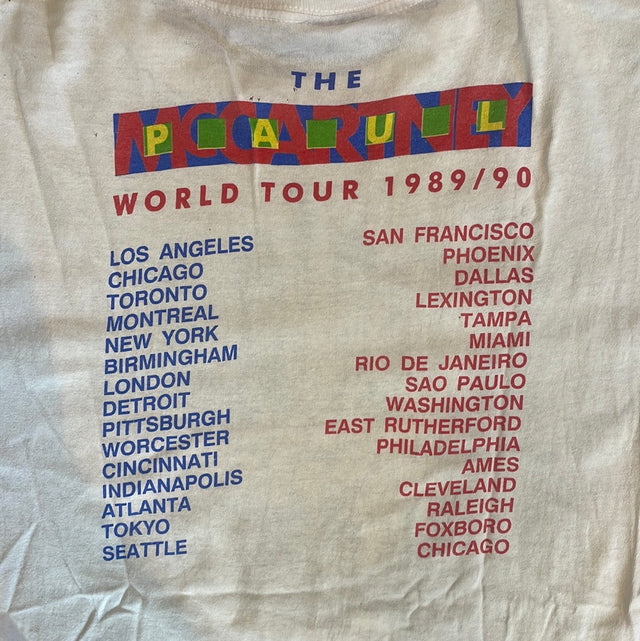 THE
PAUL
MCCARTNEY
WORLD TOUR 1989/90
LOS ANGELES
CHICAGO
TORONTO
MONTREAL
NEW YORK
BIRMINGHAM
LONDON
DETROIT
PITTSBURGH
WORCESTER
CINCINNATI
INDIANAPOLIS
ATLANTA
TOKYO
SEATTLE
SAN FRANCISCO
PHOENIX
DALLAS
LEXINGTON
TAMPA
MIAMI
RIO DE JANEIRO
SAO PAULO
WASHINGTON
EAST RUTHERFORD
PHILADELPHIA
AMES
CLEVELAND
RALEIGH
FOXBORO
CHICAGO